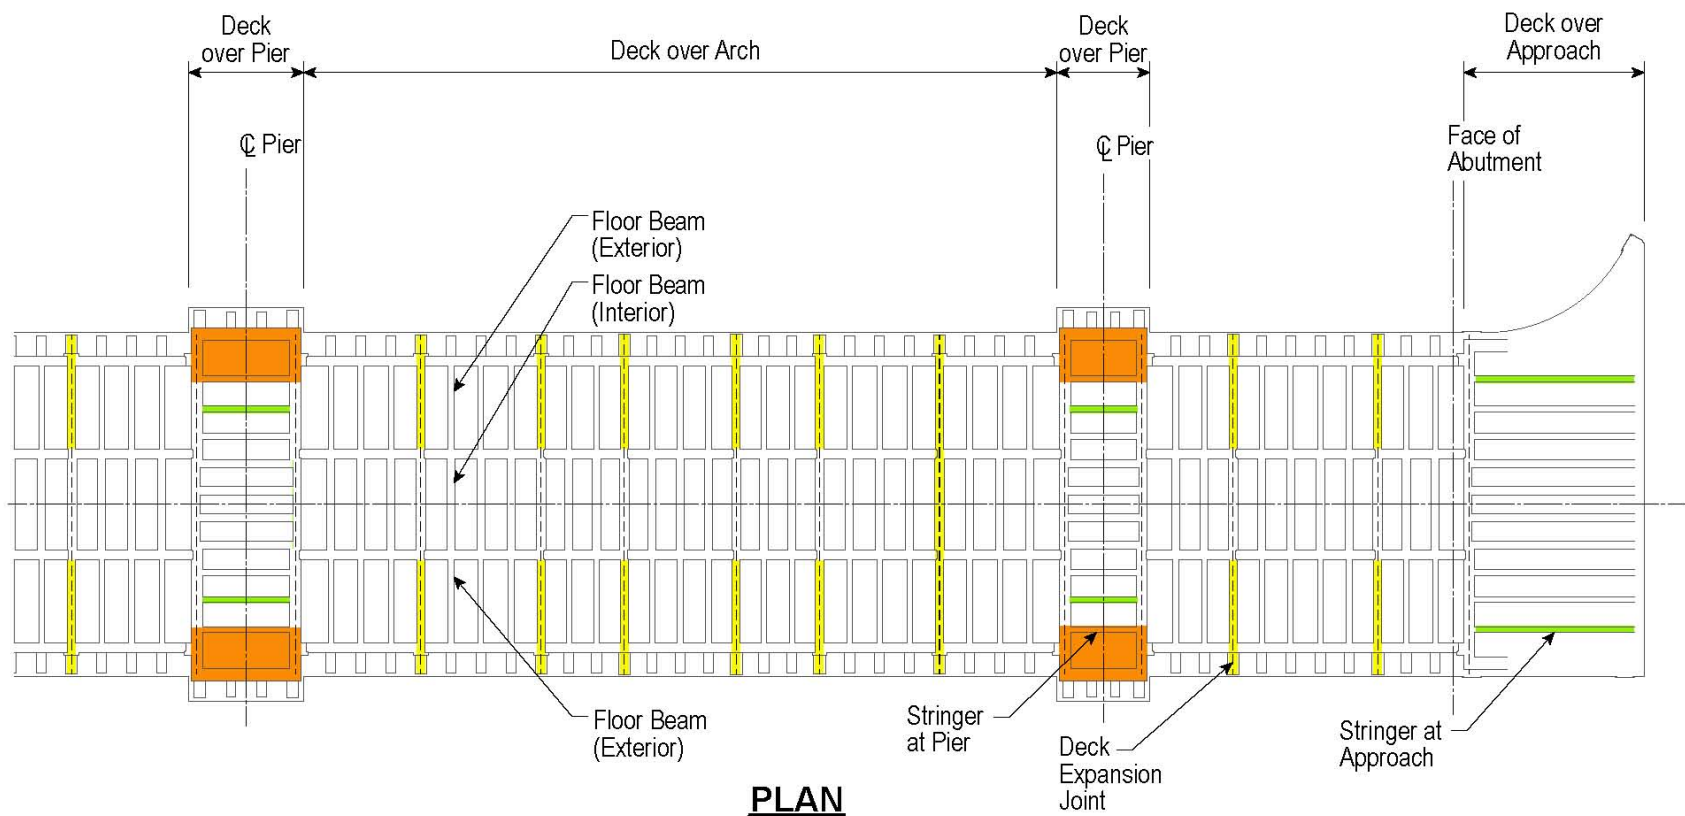 Deck
over Pier
Deck over Arch
Deck
over Pier
Deck over
Approach
℄ Pier
℄ Pier
Face of
Abutment
Floor Beam
(Exterior)
Floor Beam
(Interior)
Floor Beam
(Exterior)
Stringer
at Pier
Deck
Expansion
Joint
Stringer at
Approach
PLAN